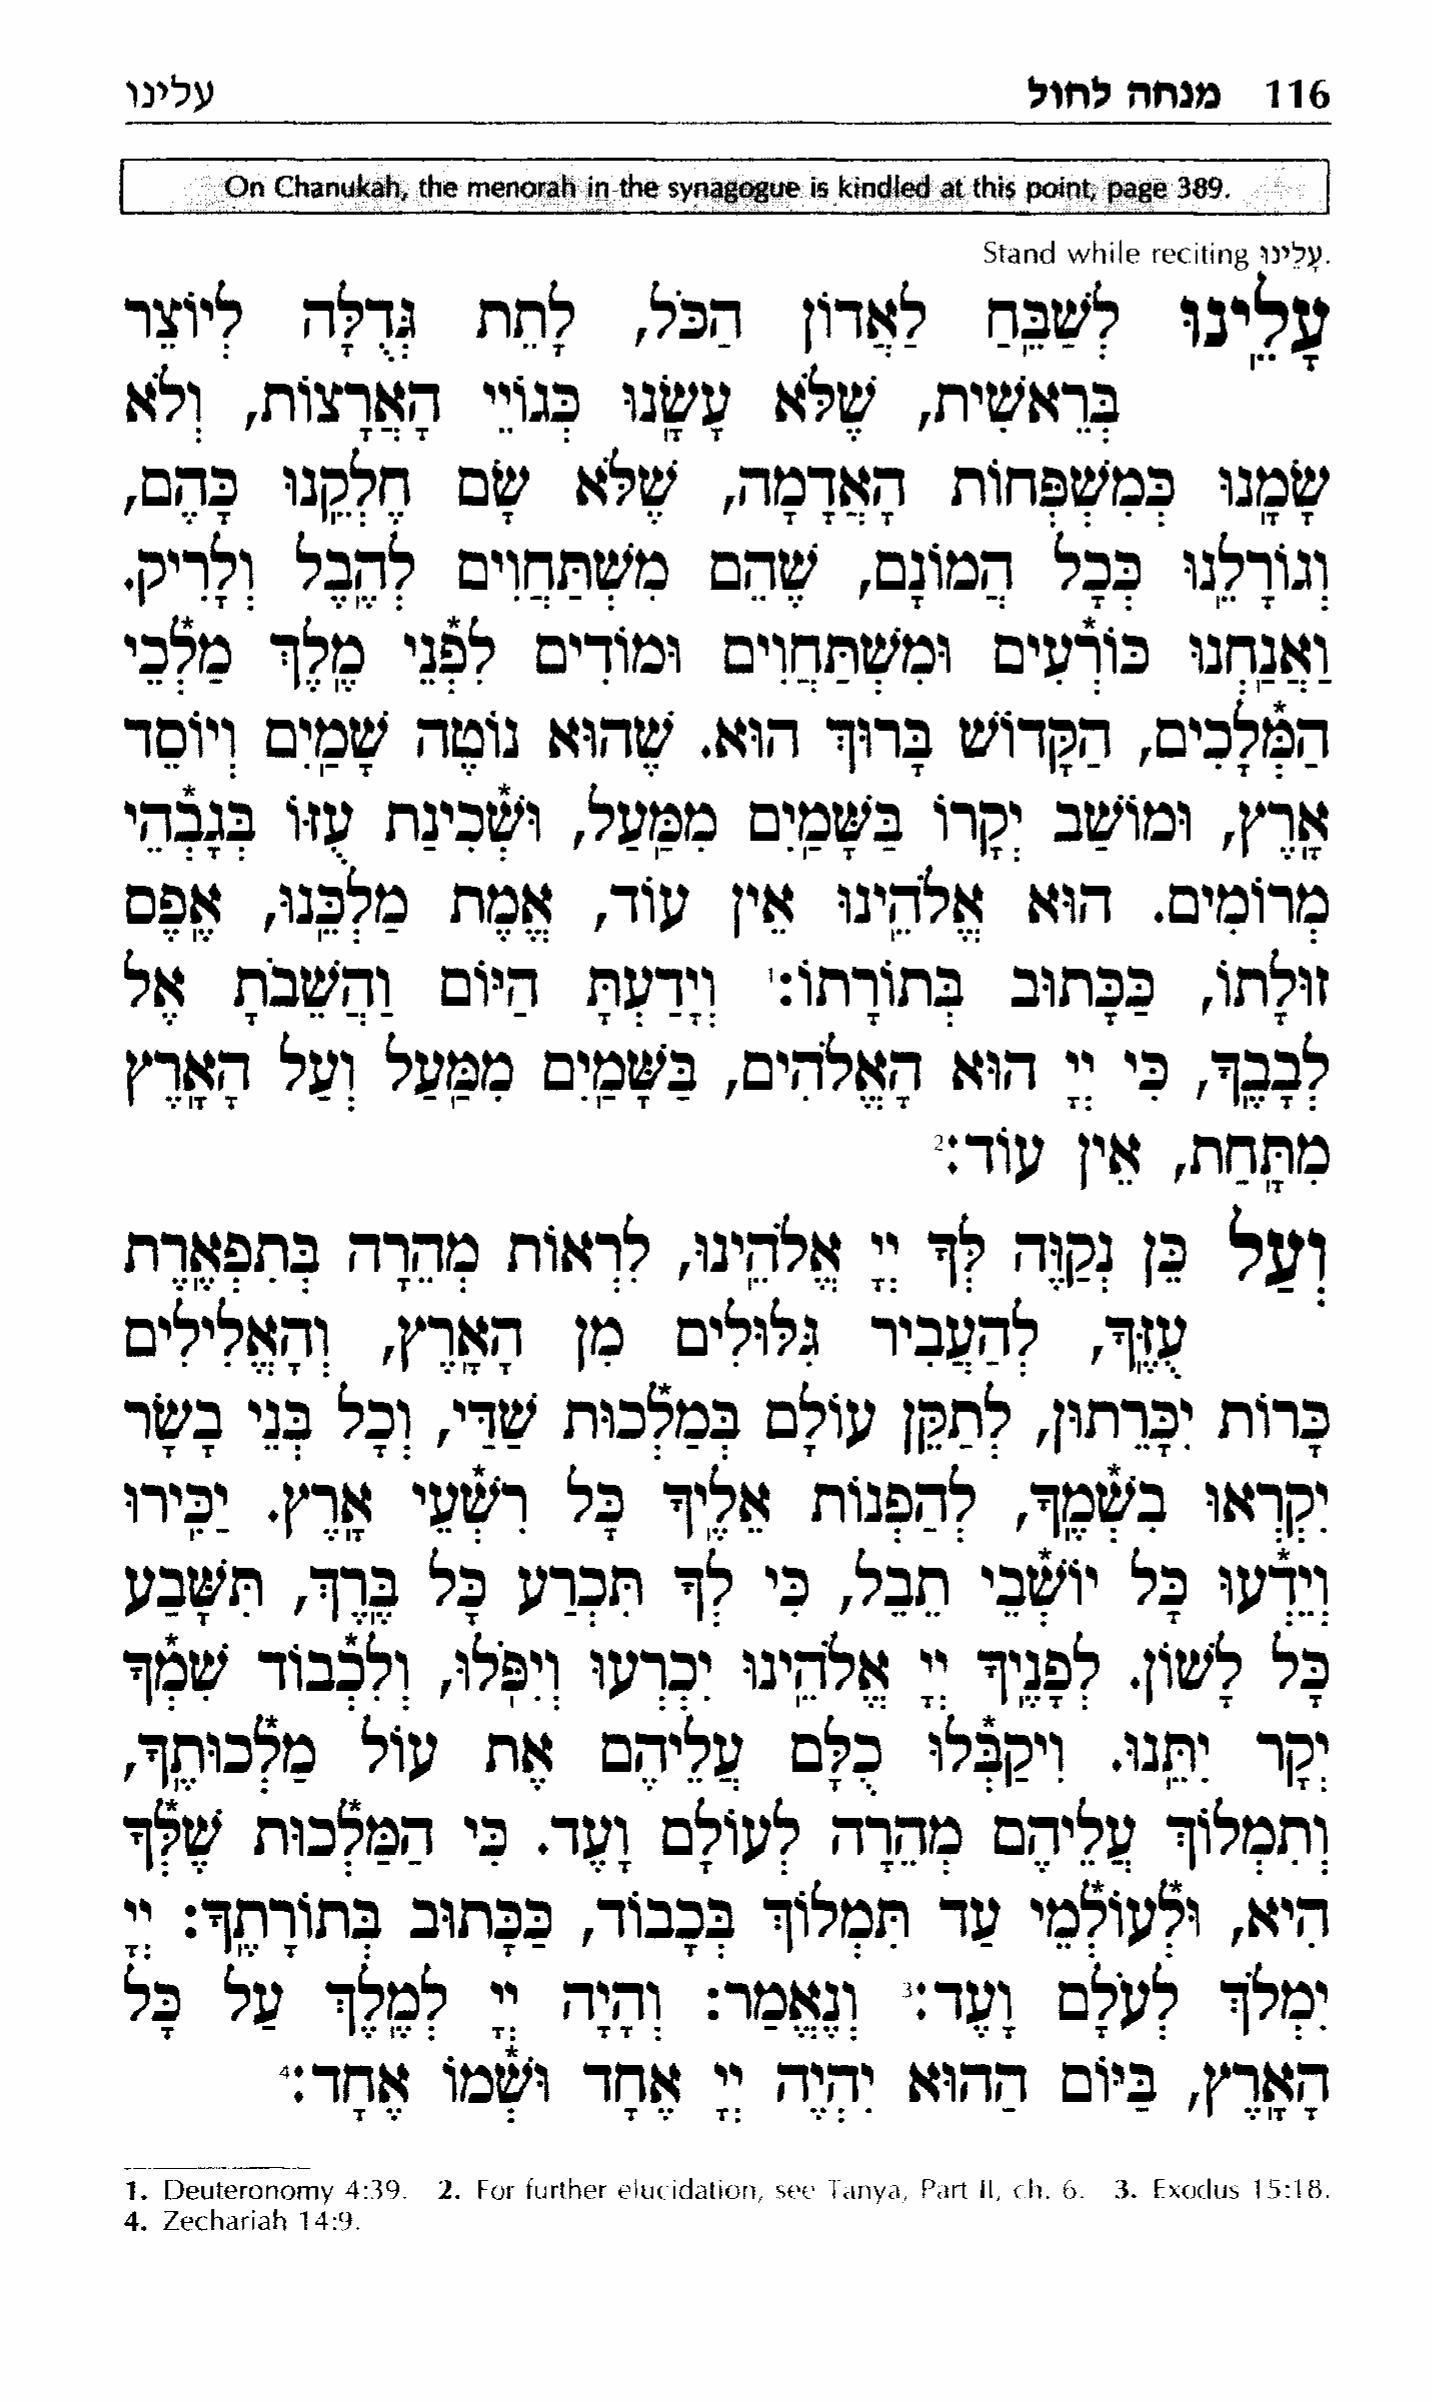 116 מנחה לחול עלינו
On Chanukah, the menorah in the synagogue is kindled at this point, page 389.
Stand while reciting עָלֵינוּ.
עָלֵֽינוּ לְשַׁבֵּֽחַ לַאֲדוֹן הַכֹּל, לָתֵת גְּדֻלָּה לְיוֹצֵר
בְּרֵאשִׁית, שֶׁלֹּא עָשָֽׂנוּ כְּגוֹיֵי הָאֲרָצוֹת, וְלֹא
שָׂמָֽנוּ כְּמִשְׁפְּחוֹת הָאֲדָמָה, שֶׁלֹּא שָׂם חֶלְקֵֽנוּ כָּהֶם,
וְגוֹרָלֵֽנוּ כְּכָל הֲמוֹנָם, שֶׁהֵם מִשְׁתַּחֲוִים לְהֶֽבֶל וְלָרִיק.
וַאֲנַֽחְנוּ כּוֹרְ֯עִים וּמִשְׁתַּחֲוִים וּמוֹדִים לִפְ֯נֵי מֶֽלֶךְ מַלְ֯כֵי
הַמְּ֯לָכִים, הַקָּדוֹשׁ בָּרוּךְ הוּא. שֶׁהוּא נוֹטֶה שָׁמַֽיִם וְיוֹסֵד
אָֽרֶץ, וּמוֹשַׁב יְקָרוֹ בַּשָּׁמַֽיִם מִמַּֽעַל, וּשְׁ֯כִינַת עֻזּוֹ בְּגָבְ֯הֵי
מְרוֹמִים. הוּא אֱלֹהֵֽינוּ אֵין עוֹד, אֱמֶת מַלְכֵּֽנוּ, אֶֽפֶס
זוּלָתוֹ, כַּכָּתוּב בְּתוֹרָתוֹ:¹ וְיָדַעְתָּ הַיּוֹם וַהֲשֵׁבֹתָ אֶל
לְבָבֶֽךָ, כִּי יְיָ הוּא הָאֱלֹהִים, בַּשָּׁמַֽיִם מִמַּֽעַל וְעַל הָאָֽרֶץ
מִתָּֽחַת, אֵין עוֹד:²
וְעַל כֵּן נְקַוֶּה לְּךָ יְיָ אֱלֹהֵֽינוּ, לִרְאוֹת מְהֵרָה בְּתִפְאֶֽרֶת
עֻזֶּֽךָ, לְהַעֲבִיר גִּלּוּלִים מִן הָאָֽרֶץ, וְהָאֱלִילִים
כָּרוֹת יִכָּרֵתוּן, לְתַקֵּן עוֹלָם בְּמַלְ֯כוּת שַׁדַּי, וְכָל בְּנֵי בָשָׂר
יִקְרְאוּ בִשְׁ֯מֶֽךָ, לְהַפְנוֹת אֵלֶֽיךָ כָּל רִשְׁ֯עֵי אָֽרֶץ. יַכִּֽירוּ
וְיֵדְ֯עוּ כָּל יוֹשְׁ֯בֵי תֵבֵל, כִּי לְךָ תִּכְרַע כָּל בֶּֽרֶךְ, תִּשָּׁבַע
כָּל לָשׁוֹן. לְפָנֶֽיךָ יְיָ אֱלֹהֵֽינוּ יִכְרְעוּ וְיִפֹּֽלוּ, וְלִכְ֯בוֹד שִׁמְ֯ךָ
יְקָר יִתֵּֽנוּ. וִיקַבְּ֯לוּ כֻלָּם עֲלֵיהֶם אֶת עוֹל מַלְ֯כוּתֶֽךָ,
וְתִמְלוֹךְ עֲלֵיהֶם מְהֵרָה לְעוֹלָם וָעֶד. כִּי הַמַּלְ֯כוּת שֶׁלְּ֯ךָ
הִיא, וּלְ֯עוֹלְ֯מֵי עַד תִּמְלוֹךְ בְּכָבוֹד, כַּכָּתוּב בְּתוֹרָתֶֽךָ: יְיָ
יִמְלֹךְ לְעֹלָם וָעֶד:³ וְנֶאֱמַר: וְהָיָה יְיָ לְמֶֽלֶךְ עַל כָּל
הָאָֽרֶץ, בַּיּוֹם הַהוּא יִהְיֶה יְיָ אֶחָד וּשְׁ֯מוֹ אֶחָד:⁴
1. Deuteronomy 4:39. 2. For further elucidation, see Tanya, Part II, ch. 6. 3. Exodus 15:18.
4. Zechariah 14:9.